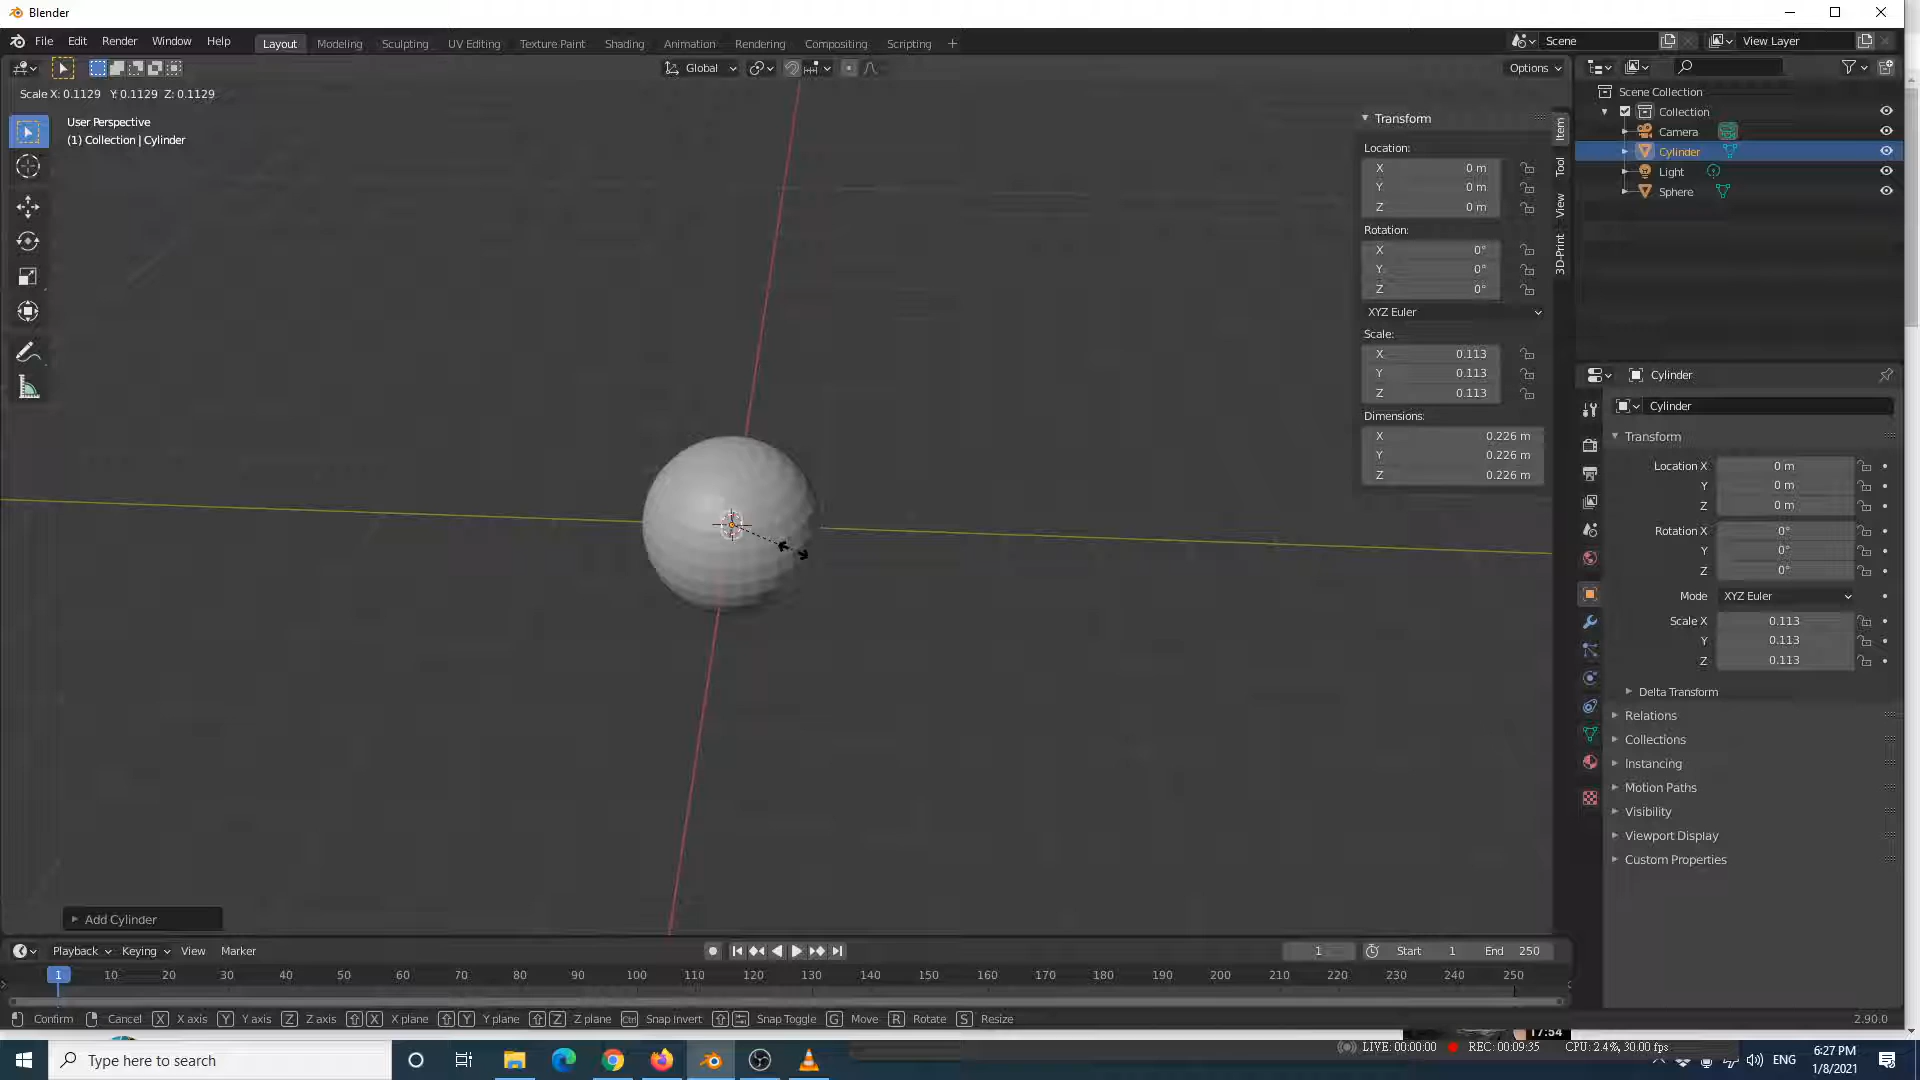 Blender
File Edit Render Window Help Layout Modeling Sculpting UV Editing Texture Paint Shading Animation Rendering Compositing Scripting + Scene View Layer
Global Options
Scale X: 0.1129 Y: 0.1129 Z: 0.1129
User Perspective
(1) Collection | Cylinder
Transform
Location:
X 0 m
Y 0 m
Z 0 m
Rotation:
X 0°
Y 0°
Z 0°
XYZ Euler
Scale:
X 0.113
Y 0.113
Z 0.113
Dimensions:
X 0.226 m
Y 0.226 m
Z 0.226 m
Item
Tool
View
3D-Print
Scene Collection
Collection
Camera
Cylinder
Light
Sphere
Cylinder
Cylinder
Transform
Location X 0 m
Y 0 m
Z 0 m
Rotation X 0°
Y 0°
Z 0°
Mode XYZ Euler
Scale X 0.113
Y 0.113
Z 0.113
Delta Transform
Relations
Collections
Instancing
Motion Paths
Visibility
Viewport Display
Custom Properties
Add Cylinder
Playback Keying View Marker 1 Start 1 End 250
1 10 20 30 40 50 60 70 80 90 100 110 120 130 140 150 160 170 180 190 200 210 220 230 240 250
Confirm Cancel X X axis Y Y axis Z Z axis X X plane Y Y plane Z Z plane Ctrl Snap Invert Snap Toggle G Move R Rotate S Resize 2.90.0
17:54
Type here to search
LIVE: 00:00:00 REC: 00:09:35 CPU: 2.4%, 30.00 fps
ENG
6:27 PM
1/8/2021